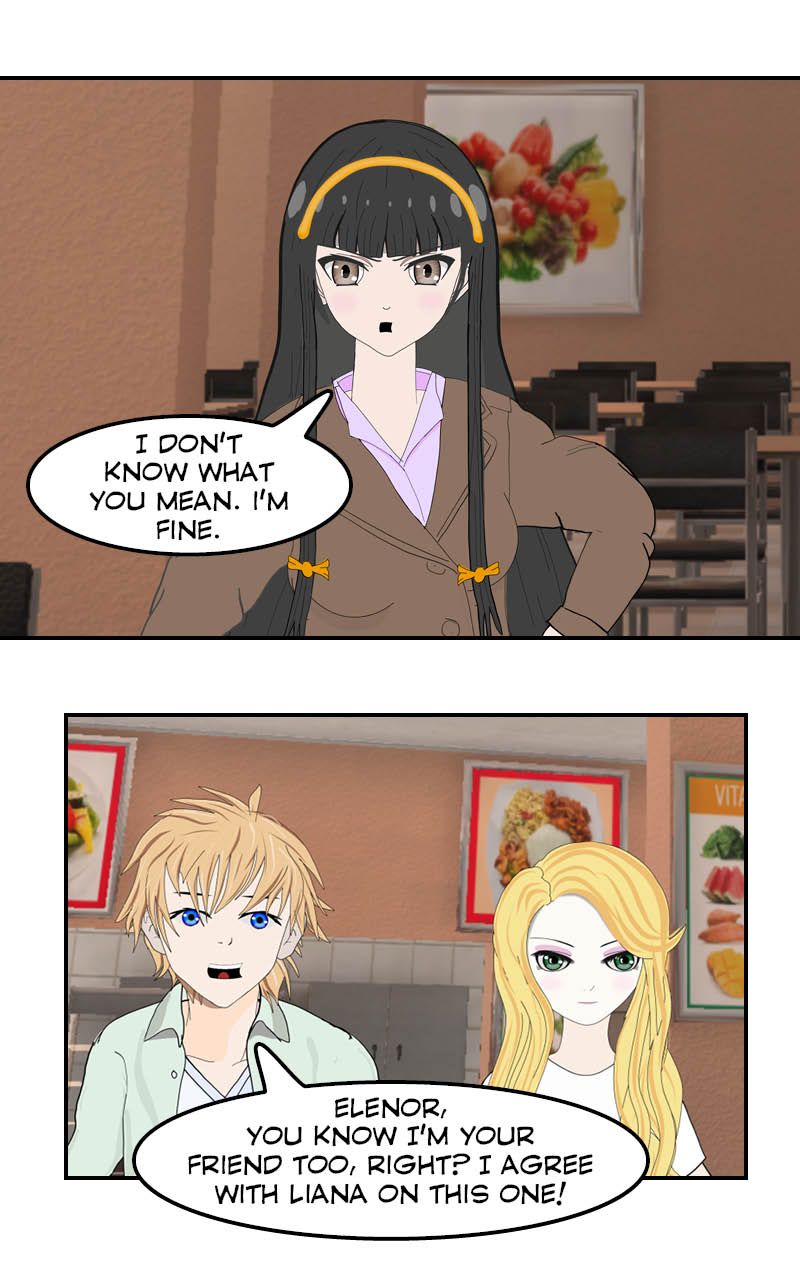 I DON'T
KNOW WHAT
YOU MEAN. I'M
FINE.
VITA
ELENOR,
YOU KNOW I'M YOUR
FRIEND TOO, RIGHT? I AGREE
WITH LIANA ON THIS ONE!